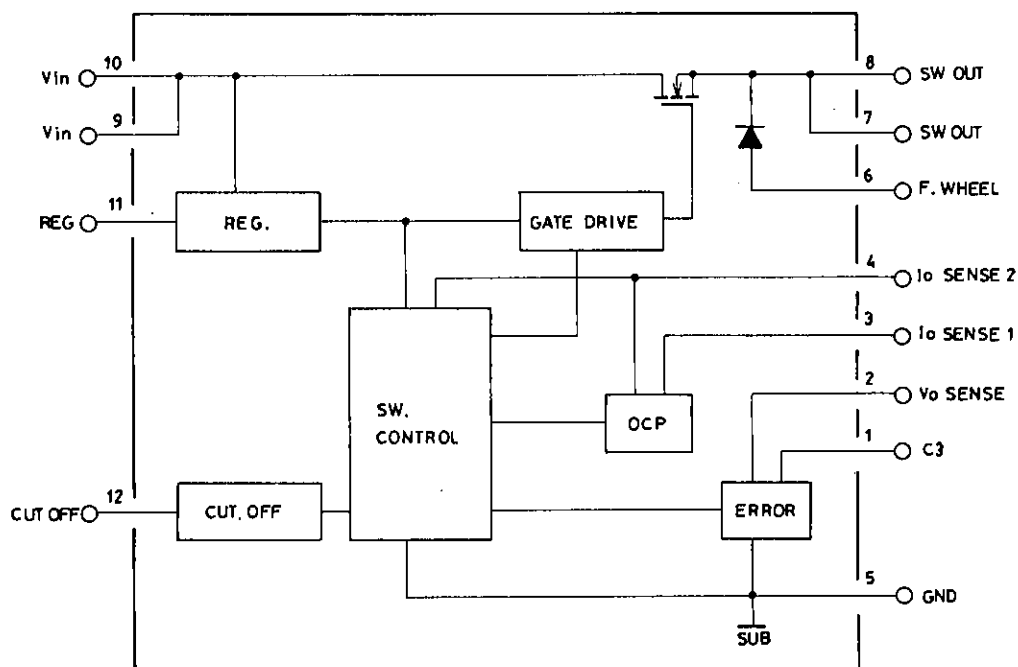 10
Vin
9
Vin
11
REG
REG.
GATE DRIVE
8
SW OUT
7
SW OUT
6
F. WHEEL
4
Io SENSE 2
3
Io SENSE 1
2
Vo SENSE
1
C3
SW.
CONTROL
OCP
12
CUT OFF
CUT. OFF
ERROR
5
GND
SUB